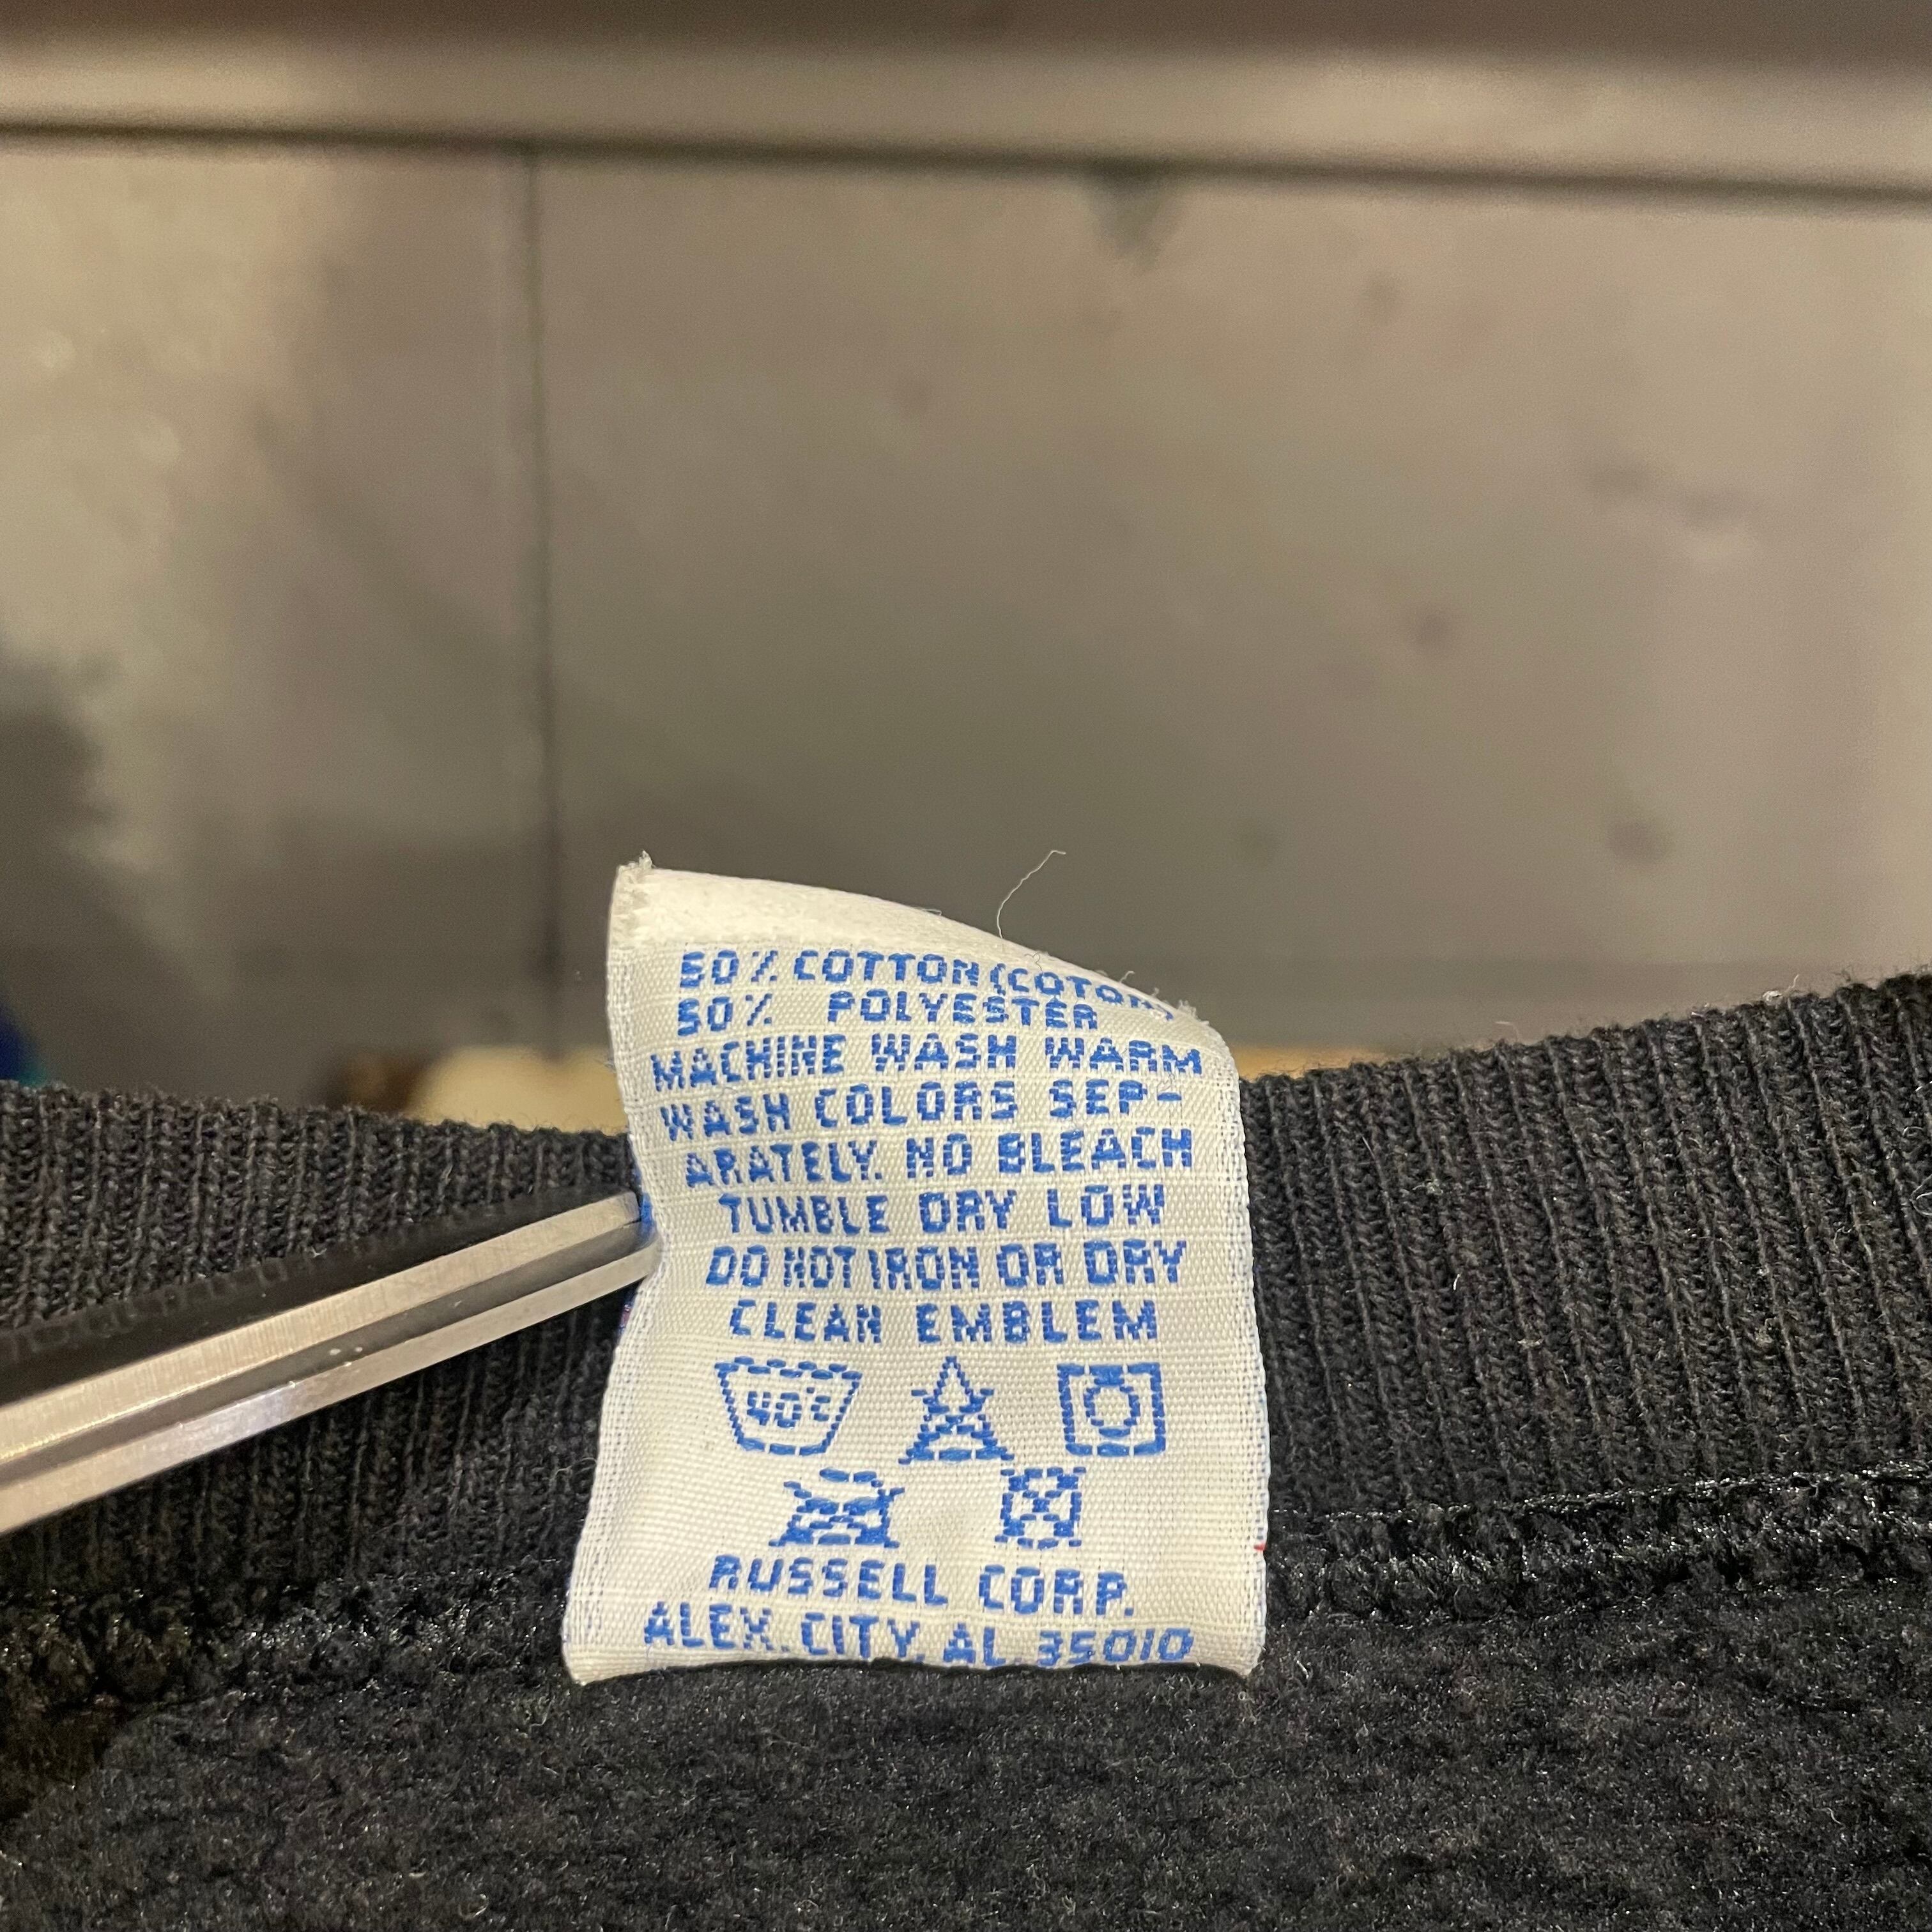 50% COTTON(COTON)
50% POLYESTER
MACHINE WASH WARM
WASH COLORS SEP-
ARATELY. NO BLEACH
TUMBLE DRY LOW
DO NOT IRON OR DRY
CLEAN EMBLEM
40°C
RUSSELL CORP.
ALEX. CITY, AL. 35010